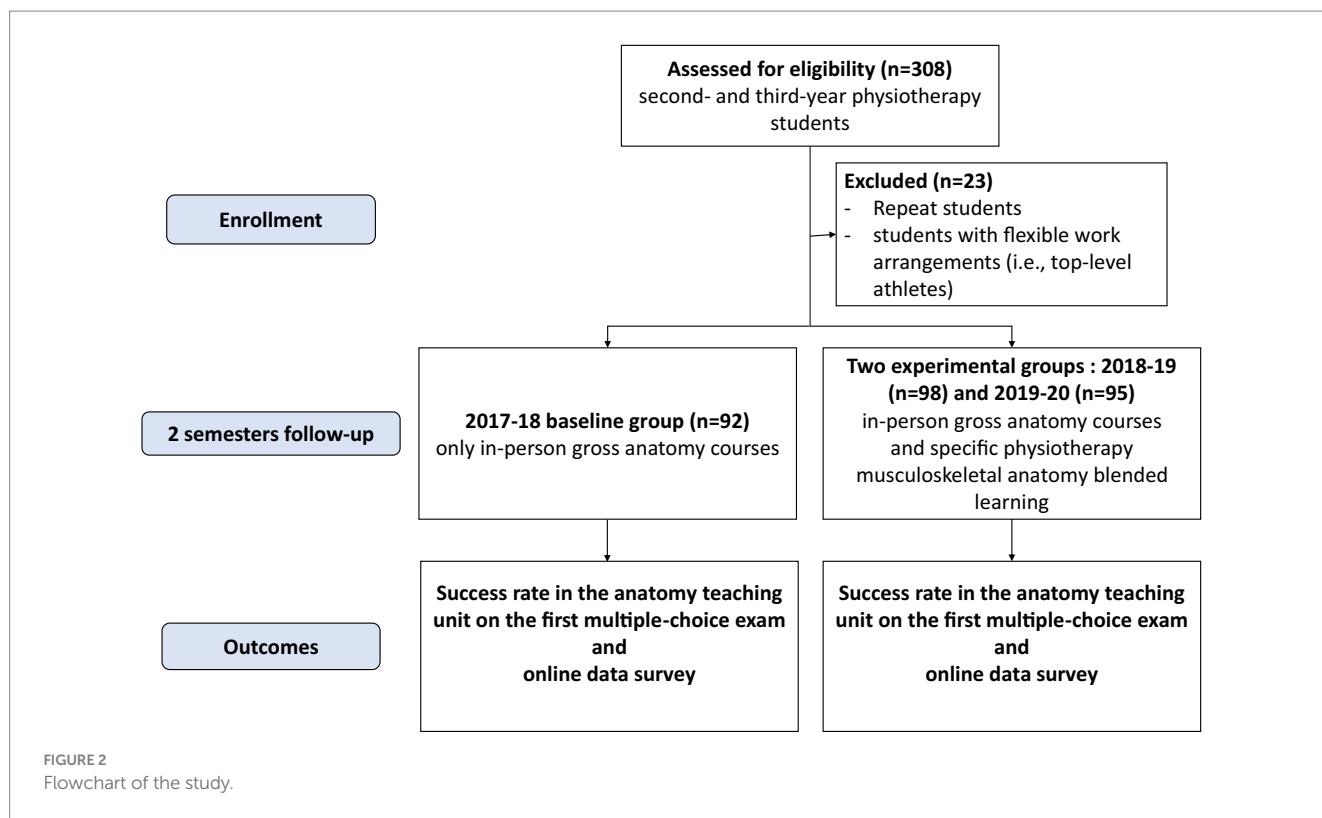 Assessed for eligibility (n=308)
second- and third-year physiotherapy
students
Enrollment
Excluded (n=23)
- Repeat students
- students with flexible work
arrangements (i.e., top-level
athletes)
2 semesters follow-up
2017-18 baseline group (n=92)
only in-person gross anatomy courses
Two experimental groups : 2018-19
(n=98) and 2019-20 (n=95)
in-person gross anatomy courses
and specific physiotherapy
musculoskeletal anatomy blended
learning
Outcomes
Success rate in the anatomy teaching
unit on the first multiple-choice exam
and
online data survey
Success rate in the anatomy teaching
unit on the first multiple-choice exam
and
online data survey
FIGURE 2
Flowchart of the study.